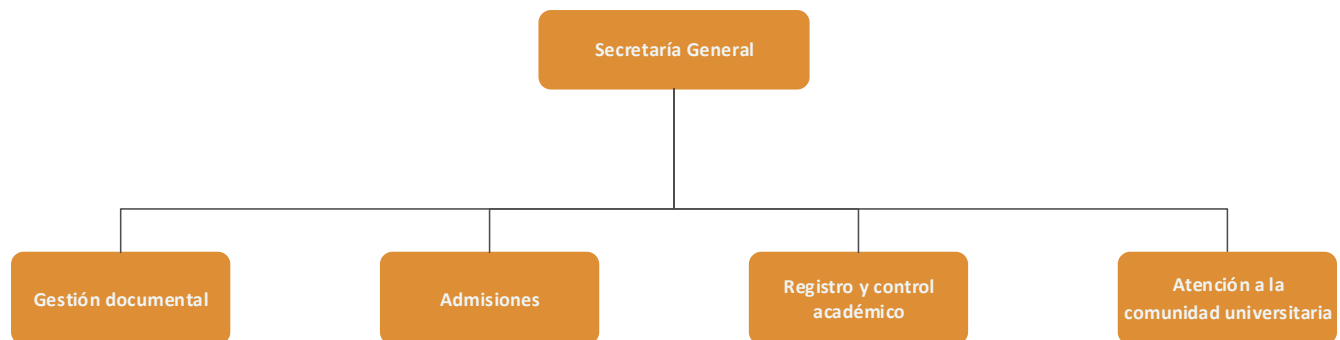 Secretaría General
Gestión documental
Admisiones
Registro y control
académico
Atención a la
comunidad universitaria